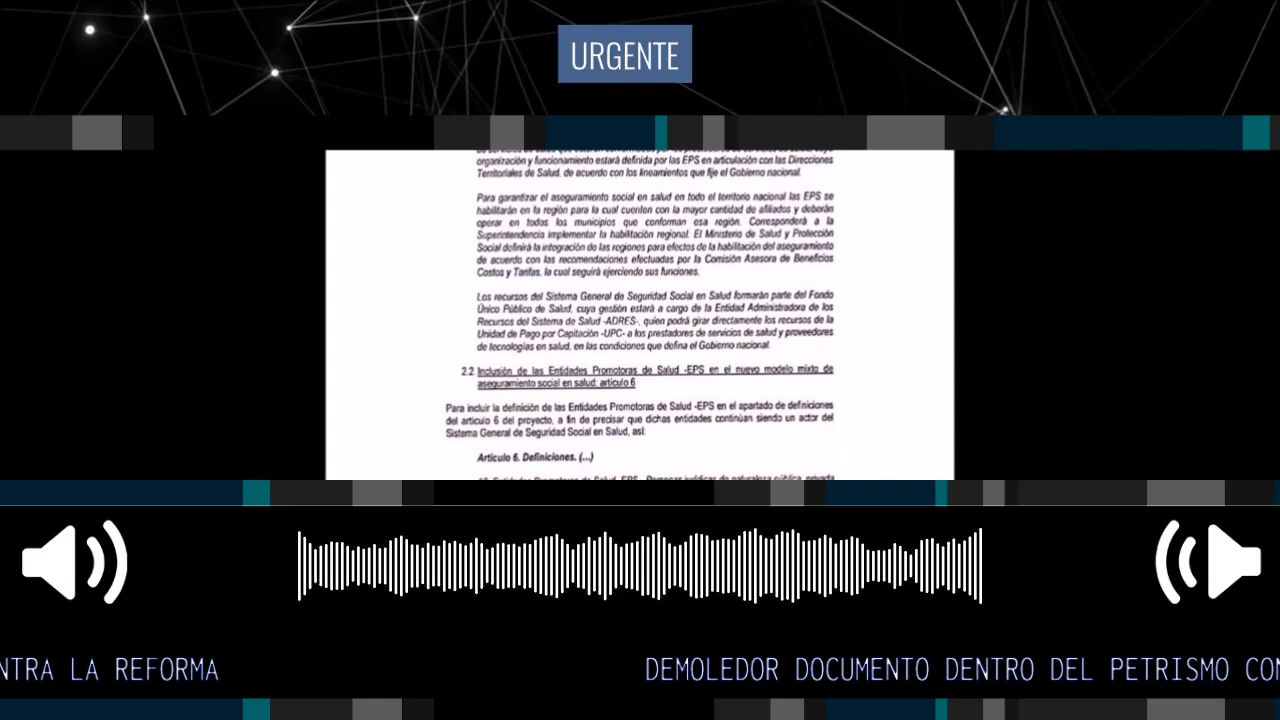 URGENTE
organización y funcionamiento estará definida por las EPS en articulación con las Direcciones
Territoriales de Salud, de acuerdo con los lineamientos que fije el Gobierno nacional.
Para garantizar el aseguramiento social en salud en todo el territorio nacional las EPS se
habilitarán en la región para la cual cuenten con la mayor cantidad de afiliados y deberán
operar en todos los municipios que conforman esa región. Corresponderá a la
Superintendencia implementar la habilitación regional. El Ministerio de Salud y Protección
Social definirá la integración de las regiones para efectos de la habilitación del aseguramiento
de acuerdo con las recomendaciones efectuadas por la Comisión Asesora de Beneficios
Costos y Tarifas, la cual seguirá ejerciendo sus funciones.
Los recursos del Sistema General de Seguridad Social en Salud formarán parte del Fondo
Único Público de Salud, cuya gestión estará a cargo de la Entidad Administradora de los
Recursos del Sistema de Salud -ADRES-, quien podrá girar directamente los recursos de la
Unidad de Pago por Capitación -UPC- a los prestadores de servicios de salud y proveedores
de tecnologías en salud, en las condiciones que defina el Gobierno nacional.
2.2 Inclusión de las Entidades Promotoras de Salud -EPS en el nuevo modelo mixto de
aseguramiento social en salud: artículo 6
Para incluir la definición de las Entidades Promotoras de Salud -EPS en el apartado de definiciones
del artículo 6 del proyecto, a fin de precisar que dichas entidades continúan siendo un actor del
Sistema General de Seguridad Social en Salud, así:
Artículo 6. Definiciones. (...)
NTRA LA REFORMA DEMOLEDOR DOCUMENTO DENTRO DEL PETRISMO CON